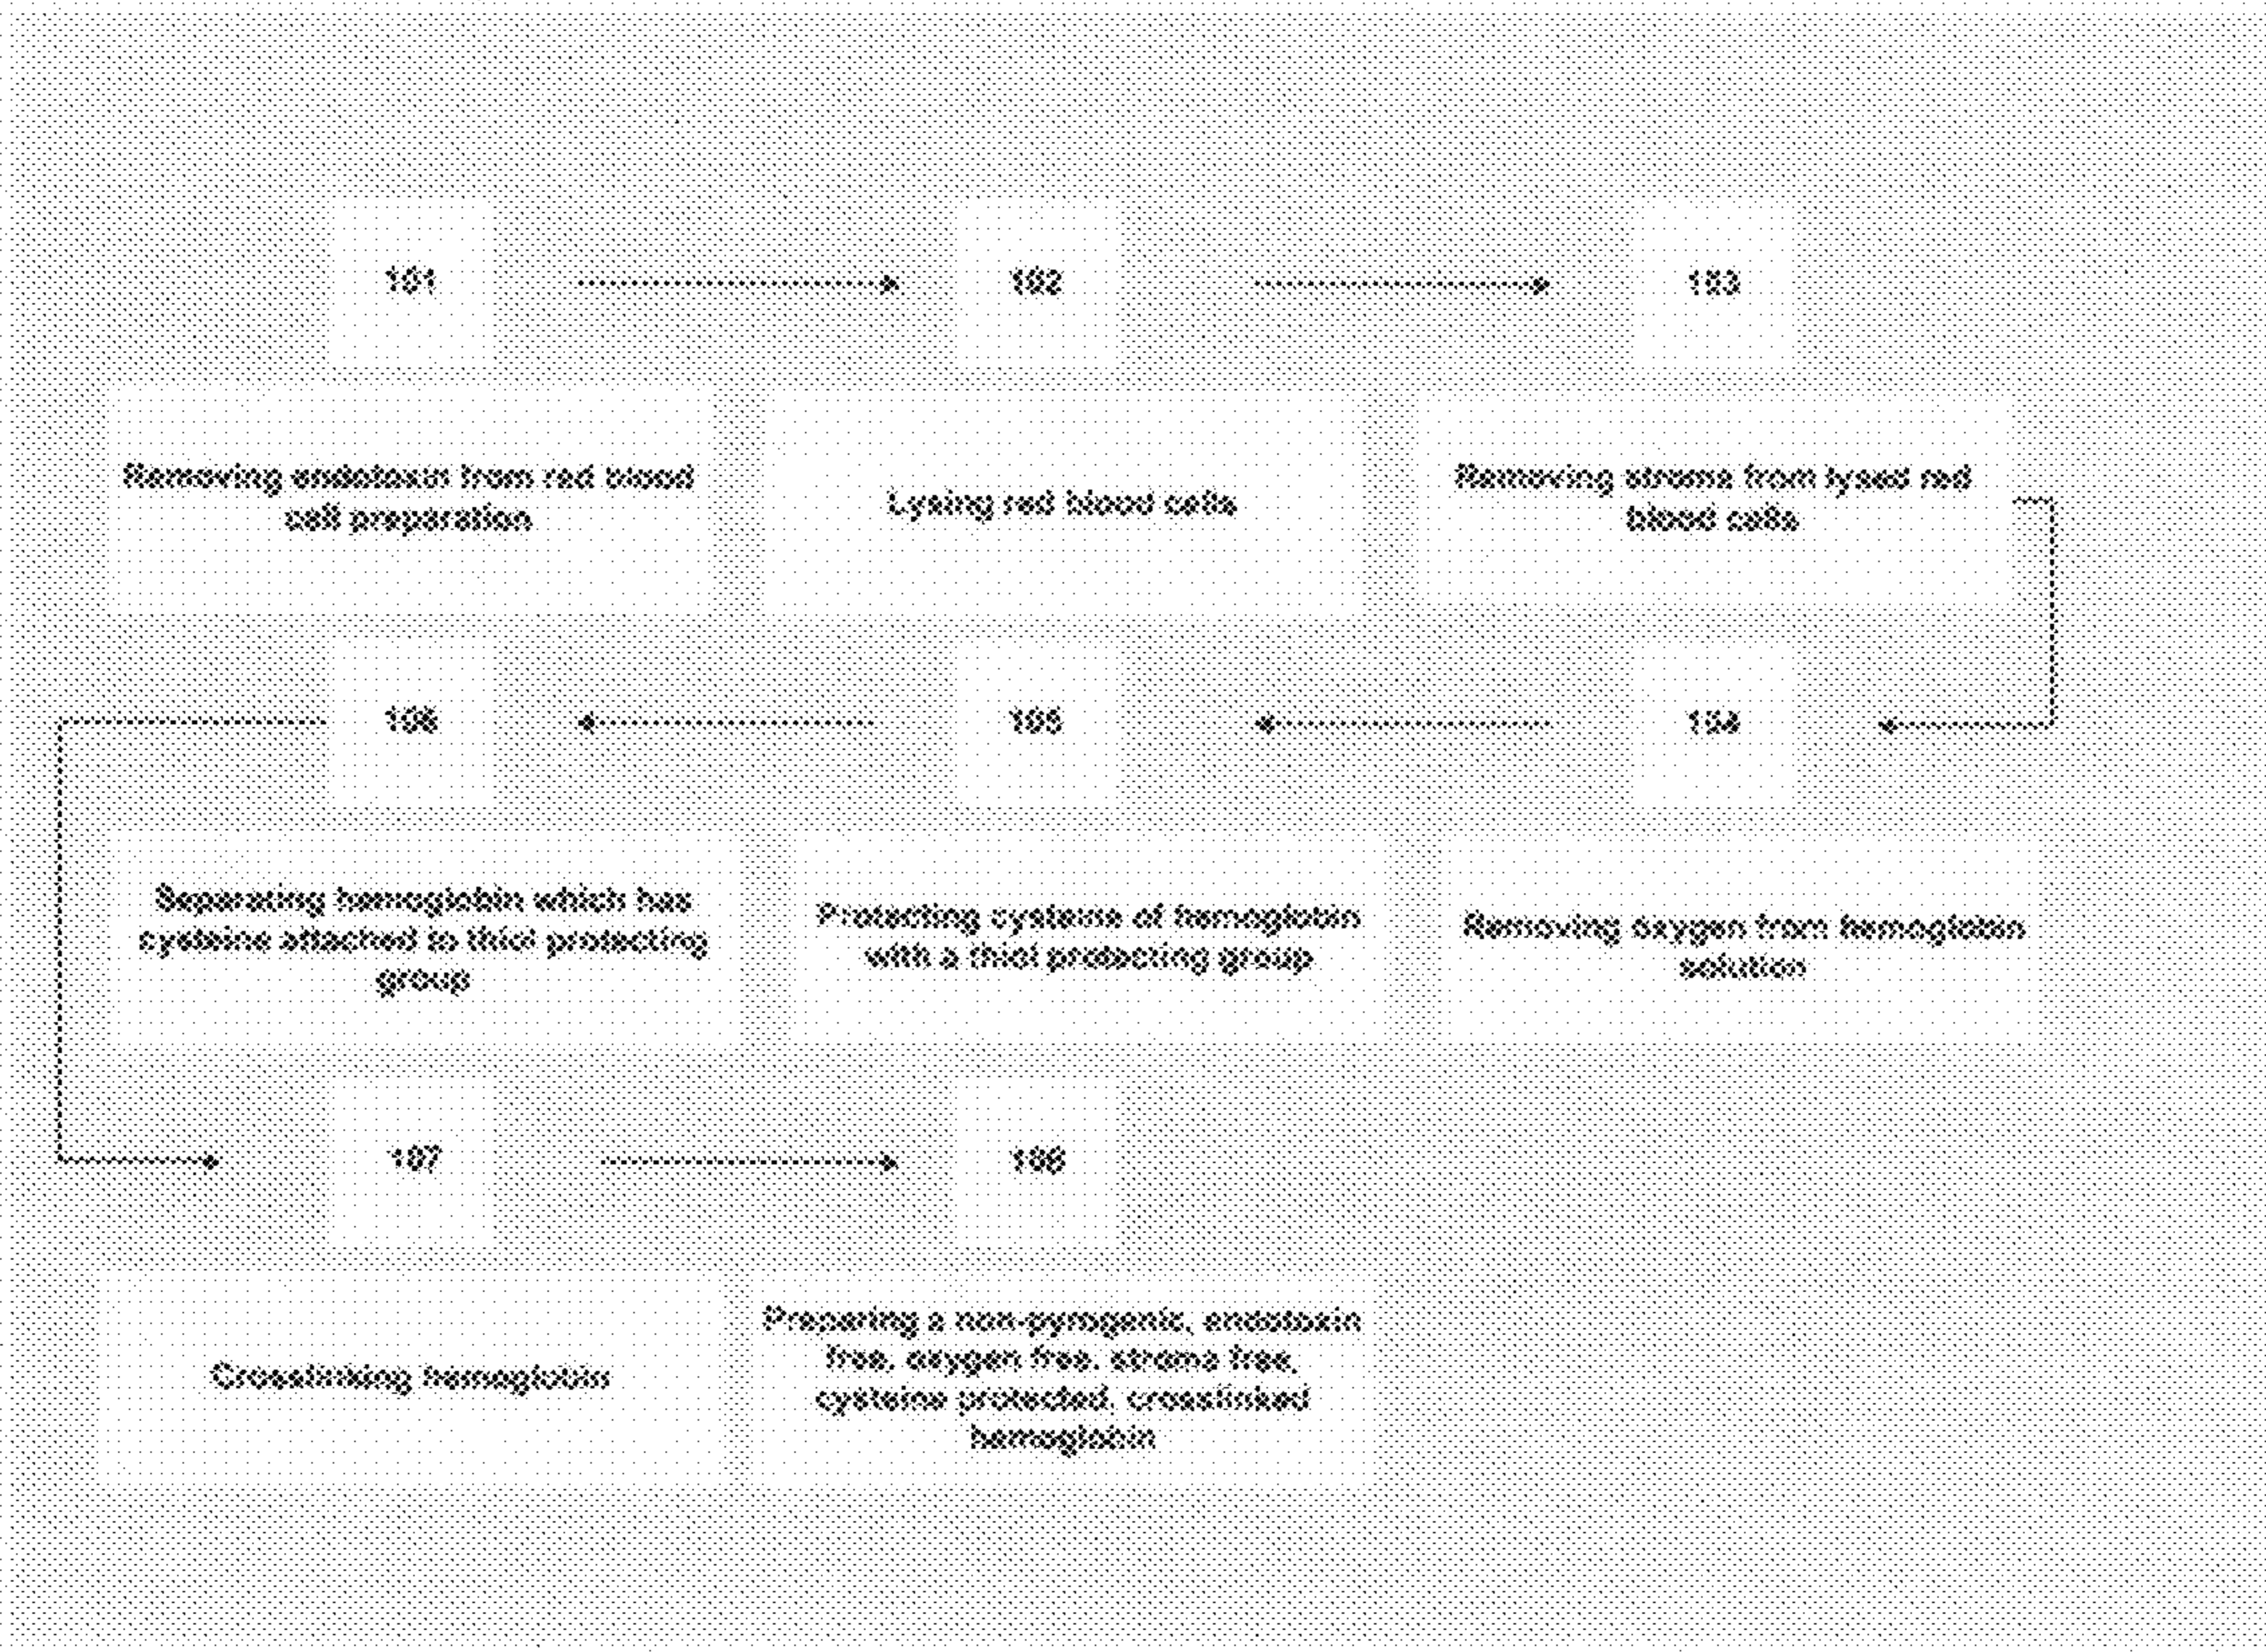 101
102
103
Removing endotoxin from red blood
cell preparation
Lysing red blood cells
Removing stroma from lysed red
blood cells
106
105
104
Separating hemoglobin which has
cysteine attached to thiol protecting
group
Protecting cysteine of hemoglobin
with a thiol protecting group
Removing oxygen from hemoglobin
solution
107
108
Crosslinking hemoglobin
Preparing a non-pyrogenic, endotoxin
free, oxygen free, stroma free,
cysteine protected, crosslinked
hemoglobin